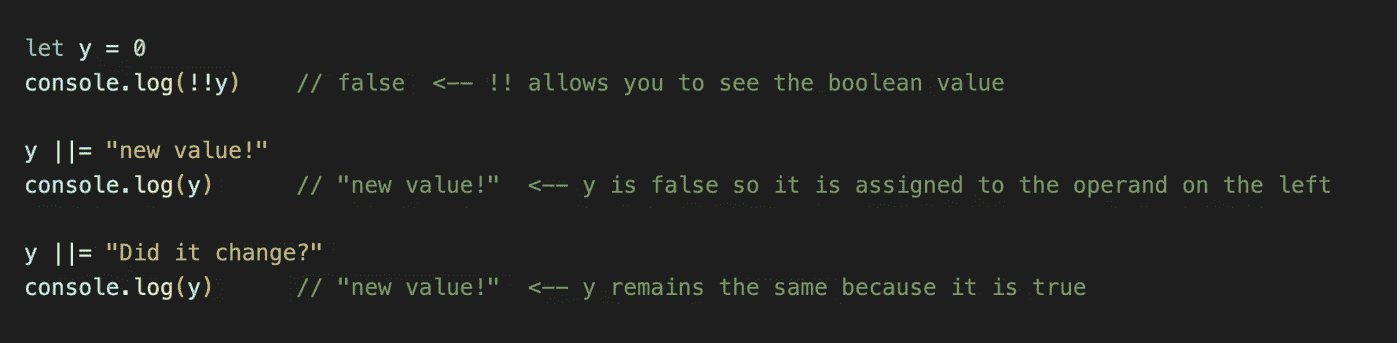 let y = 0
console.log(!!y)    // false  <-- !! allows you to see the boolean value
y ||= "new value!"
console.log(y)      // "new value!"  <-- y is false so it is assigned to the operand on the left
y ||= "Did it change?"
console.log(y)      // "new value!"  <-- y remains the same because it is true